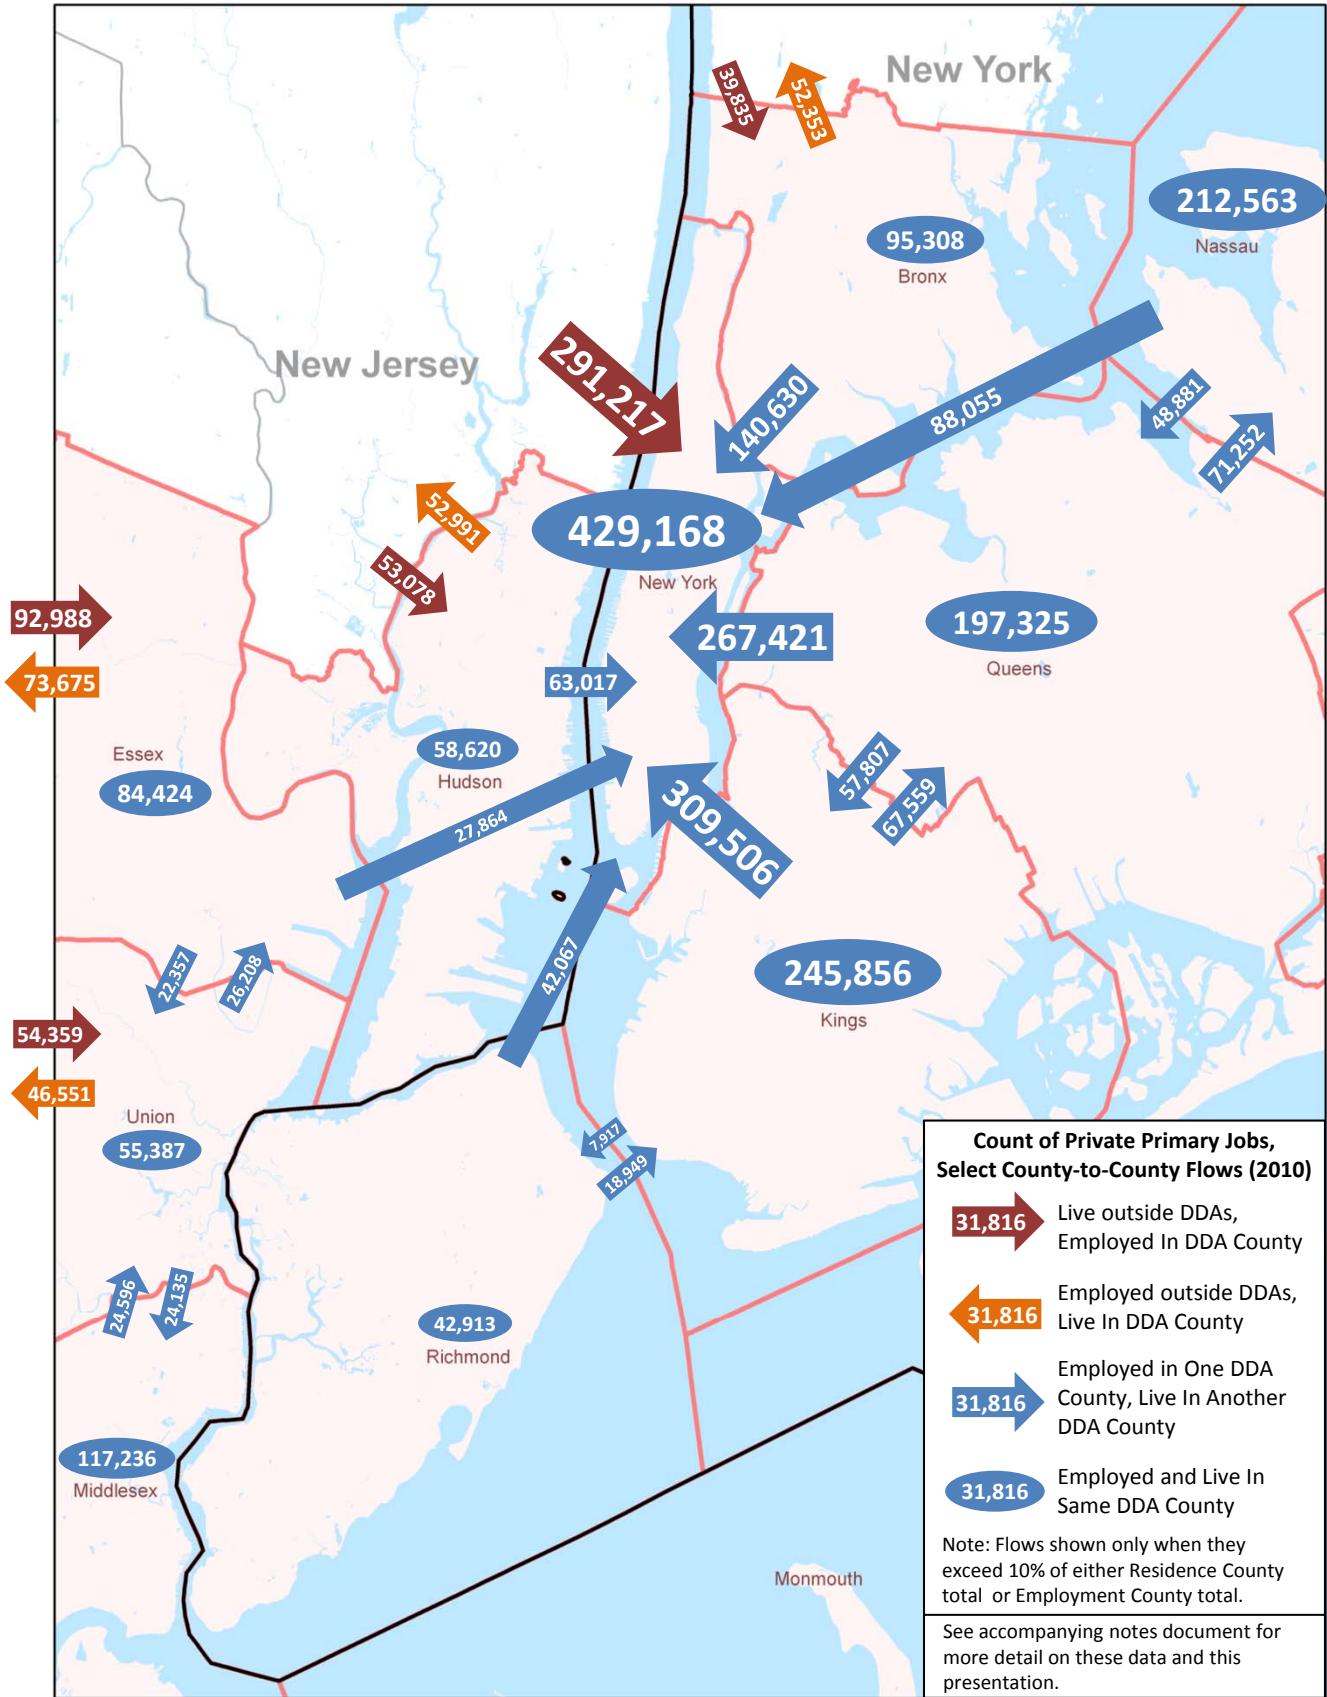 New York
39,835
52,353
212,563
Nassau
95,308
Bronx
New Jersey
291,217
140,630
88,055
48,881
71,252
52,991
53,078
429,168
New York
92,988
73,675
267,421
197,325
Queens
63,017
Essex
84,424
58,620
Hudson
27,864
309,506
57,807
67,559
42,067
245,856
Kings
22,357
26,208
54,359
46,551
Union
55,387
7,917
18,949
24,596
24,135
42,913
Richmond
117,236
Middlesex
Monmouth
Count of Private Primary Jobs,
Select County-to-County Flows (2010)
31,816
Live outside DDAs,
Employed In DDA County
31,816
Employed outside DDAs,
Live In DDA County
31,816
Employed in One DDA
County, Live In Another
DDA County
31,816
Employed and Live In
Same DDA County
Note: Flows shown only when they
exceed 10% of either Residence County
total or Employment County total.
See accompanying notes document for
more detail on these data and this
presentation.